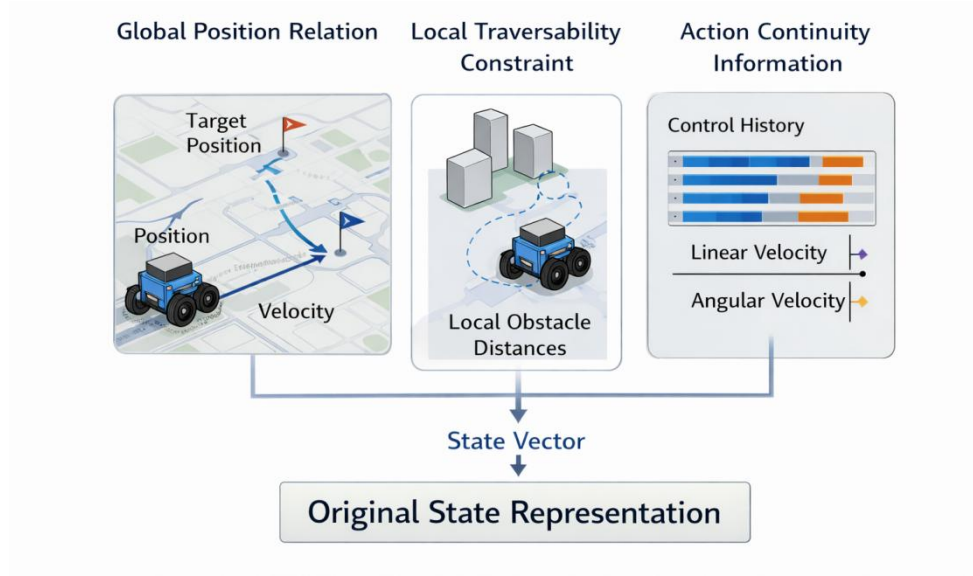 Global Position Relation
Local Traversability
Constraint
Action Continuity
Information
Target
Position
Position
Velocity
Local Obstacle
Distances
Control History
Linear Velocity
Angular Velocity
State Vector
Original State Representation